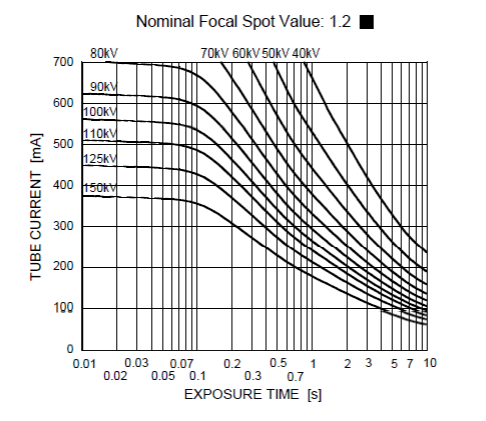 Nominal Focal Spot Value: 1.2
80kV 70kV 60kV 50kV 40kV
700
90kV
600
100kV
110kV
500
125kV
400
150kV
300
200
100
0
TUBE CURRENT [mA]
0.01 0.03 0.07 0.2 0.5 1 2 3 5 7 10
0.02 0.05 0.1 0.3 0.7
EXPOSURE TIME [s]